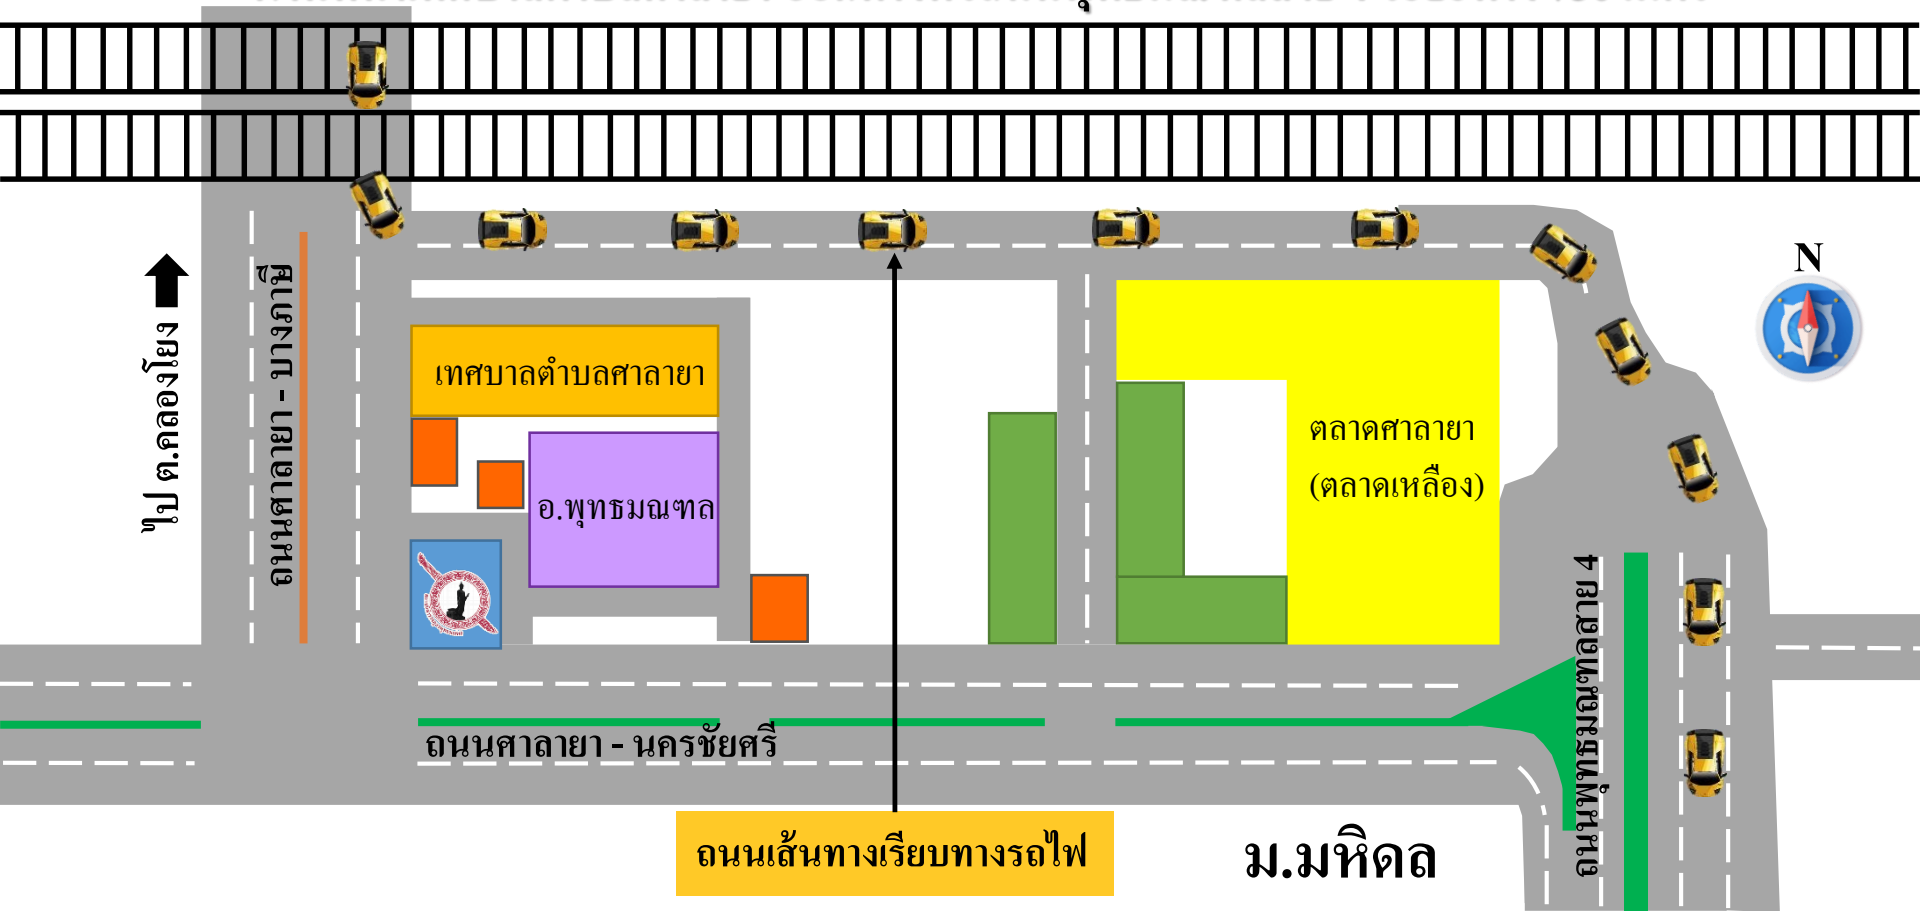 N
ไป ต.คลองโยง
ถนนศาลายา - บางภาษี
เทศบาลตำบลศาลายา
อ.พุทธมณฑล
ตลาดศาลายา
(ตลาดเหลือง)
ถนนพุทธมณฑลสาย 4
ถนนศาลายา - นครชัยศรี
ถนนเส้นทางเรียบทางรถไฟ
ม.มหิดล